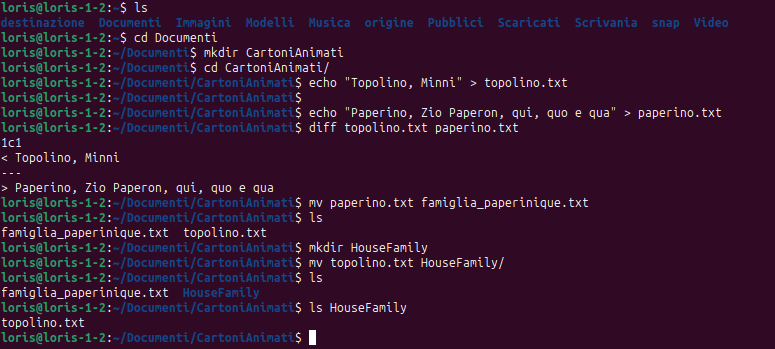 loris@loris-1-2:~$ ls
destinazione  Documenti  Immagini  Modelli  Musica  origine  Pubblici  Scaricati  Scrivania  snap  Video
loris@loris-1-2:~$ cd Documenti
loris@loris-1-2:~/Documenti$ mkdir CartoniAnimati
loris@loris-1-2:~/Documenti$ cd CartoniAnimati/
loris@loris-1-2:~/Documenti/CartoniAnimati$ echo "Topolino, Minni" > topolino.txt
loris@loris-1-2:~/Documenti/CartoniAnimati$
loris@loris-1-2:~/Documenti/CartoniAnimati$ echo "Paperino, Zio Paperon, qui, quo e qua" > paperino.txt
loris@loris-1-2:~/Documenti/CartoniAnimati$ diff topolino.txt paperino.txt
1c1
< Topolino, Minni
---
> Paperino, Zio Paperon, qui, quo e qua
loris@loris-1-2:~/Documenti/CartoniAnimati$ mv paperino.txt famiglia_paperinique.txt
loris@loris-1-2:~/Documenti/CartoniAnimati$ ls
famiglia_paperinique.txt  topolino.txt
loris@loris-1-2:~/Documenti/CartoniAnimati$ mkdir HouseFamily
loris@loris-1-2:~/Documenti/CartoniAnimati$ mv topolino.txt HouseFamily/
loris@loris-1-2:~/Documenti/CartoniAnimati$ ls
famiglia_paperinique.txt  HouseFamily
loris@loris-1-2:~/Documenti/CartoniAnimati$ ls HouseFamily
topolino.txt
loris@loris-1-2:~/Documenti/CartoniAnimati$